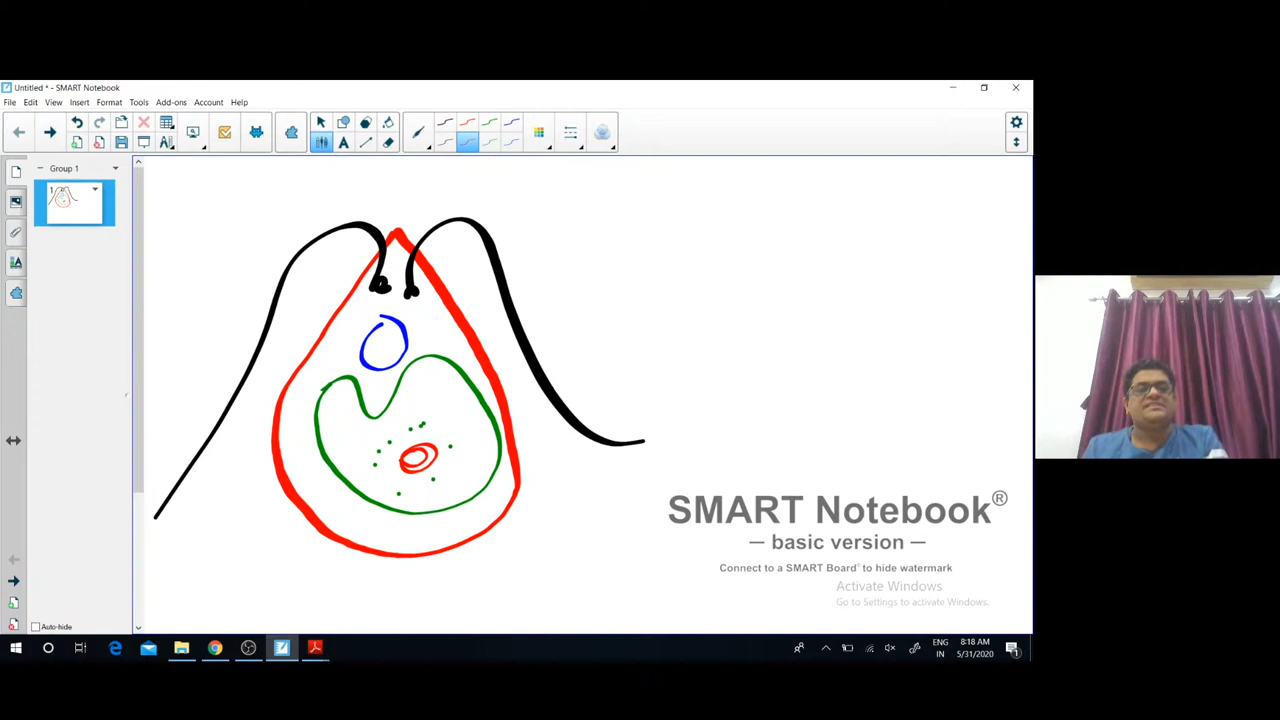 Untitled * - SMART Notebook
File Edit View Insert Format Tools Add-ons Account Help
Group 1
1
SMART Notebook®
— basic version —
Connect to a SMART Board® to hide watermark
Activate Windows
Go to Settings to activate Windows.
Auto-hide
ENG
IN
8:18 AM
5/31/2020
1